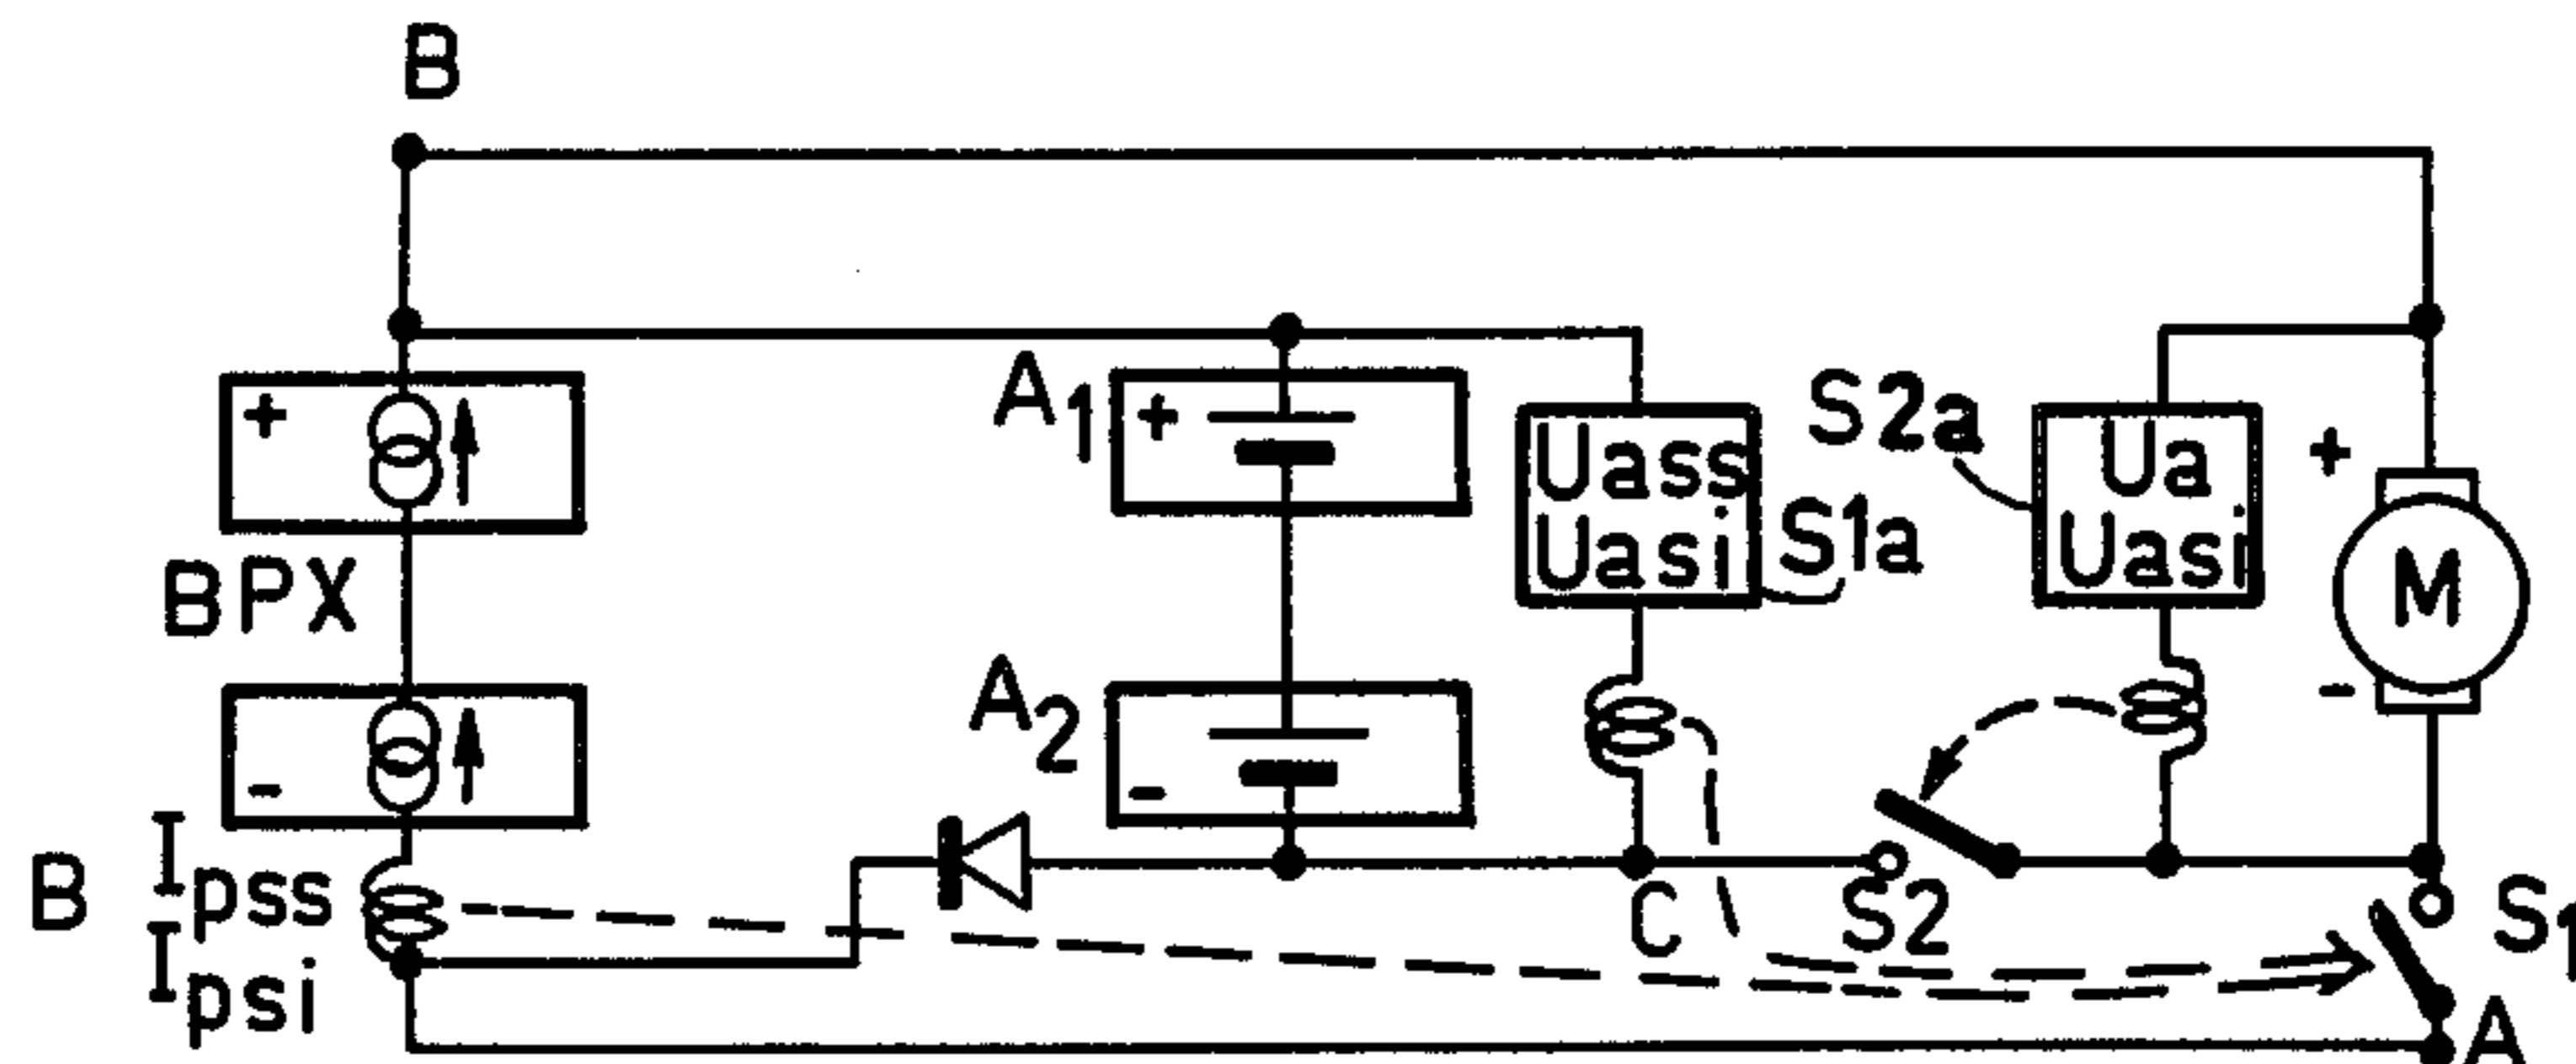 B
+
A1
+
Uass
Uasi
S1a
S2a
Ua
Uasi
+
M
-
BPX
-
A2
-
B
Ipss
Ipsi
C
S2
S1
A